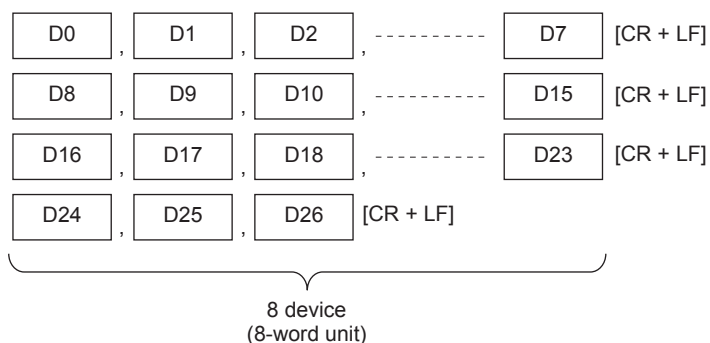 D0 , D1 , D2 , ---------- D7 [CR + LF]
D8 , D9 , D10 , ---------- D15 [CR + LF]
D16 , D17 , D18 , ---------- D23 [CR + LF]
D24 , D25 , D26 [CR + LF]
8 device
(8-word unit)